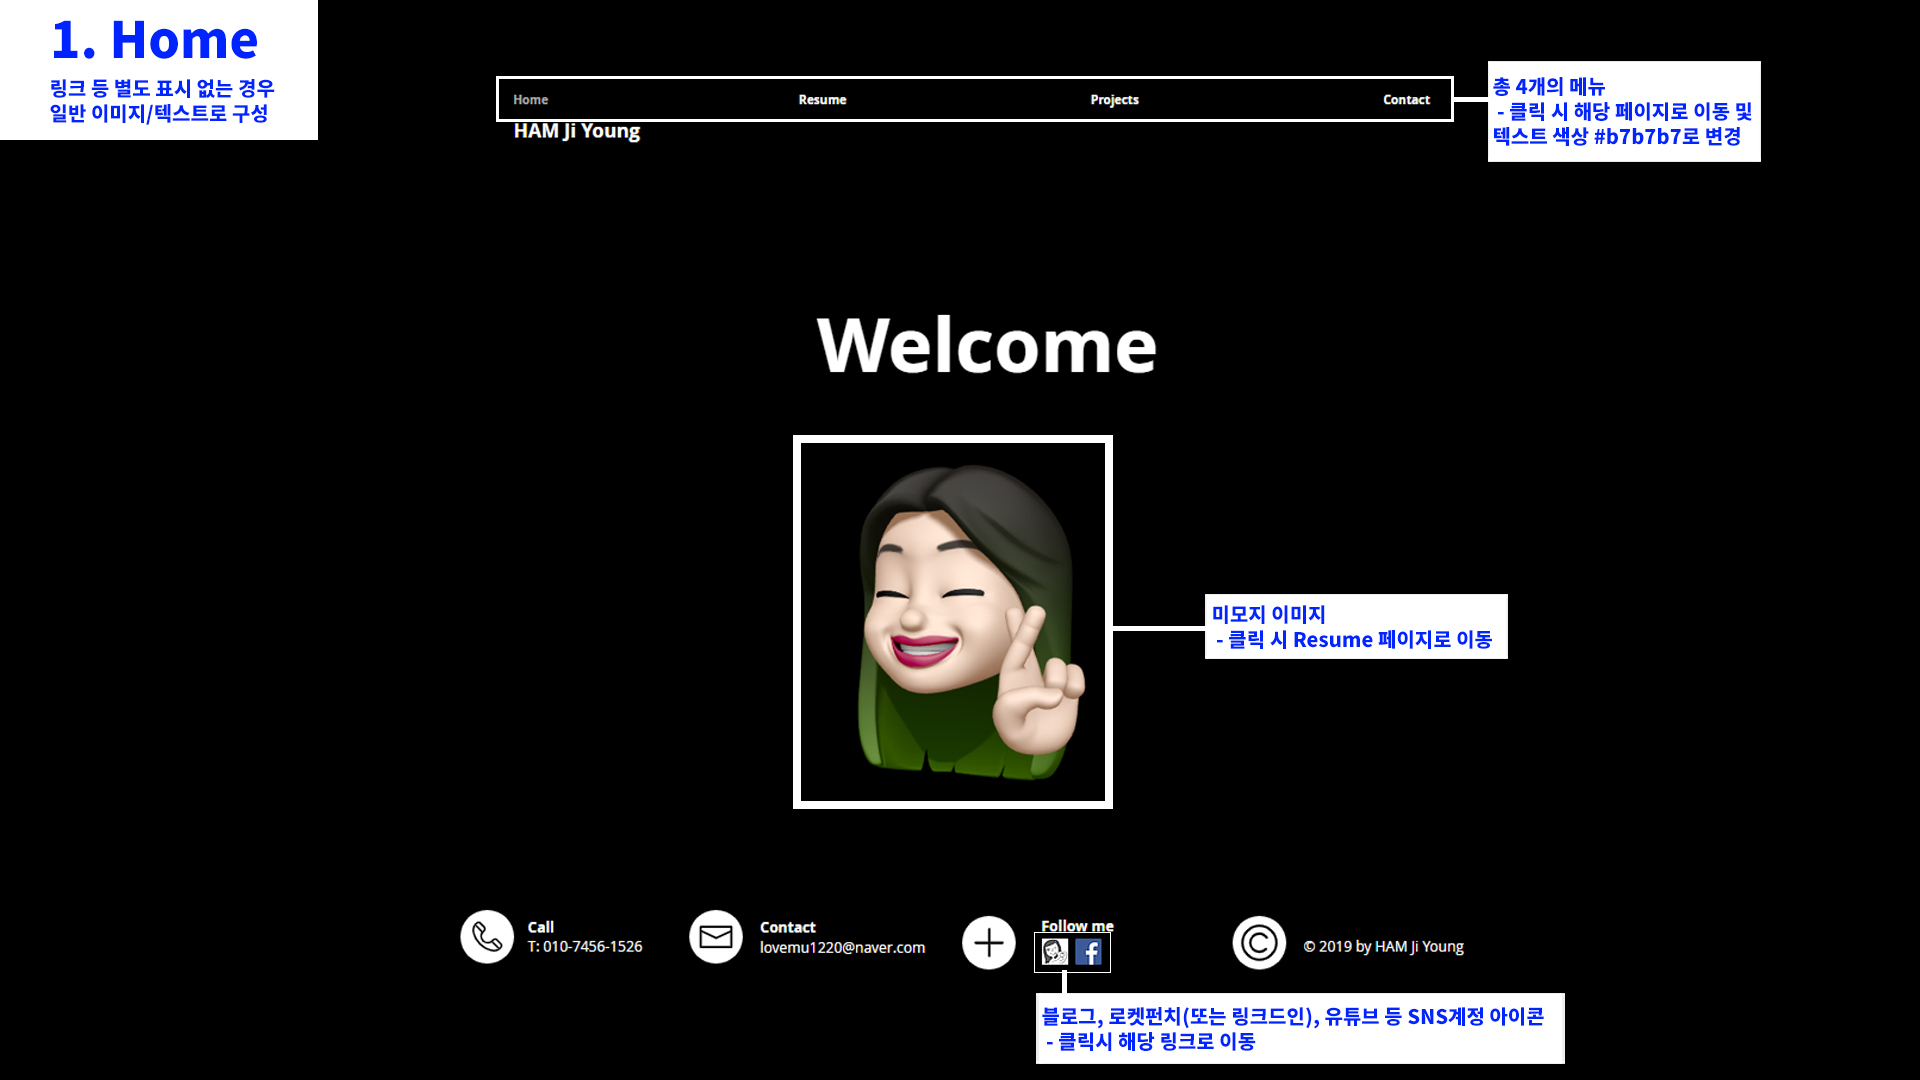 1. Home
링크 등 별도 표시 없는 경우
일반 이미지/텍스트로 구성
Home
Resume
Projects
Contact
HAM Ji Young
총 4개의 메뉴
- 클릭 시 해당 페이지로 이동 및
텍스트 색상 #b7b7b7로 변경
Welcome
미모지 이미지
- 클릭 시 Resume 페이지로 이동
Call
T: 010-7456-1526
Contact
lovemu1220@naver.com
Follow me
© 2019 by HAM Ji Young
블로그, 로켓펀치(또는 링크드인), 유튜브 등 SNS계정 아이콘
- 클릭시 해당 링크로 이동